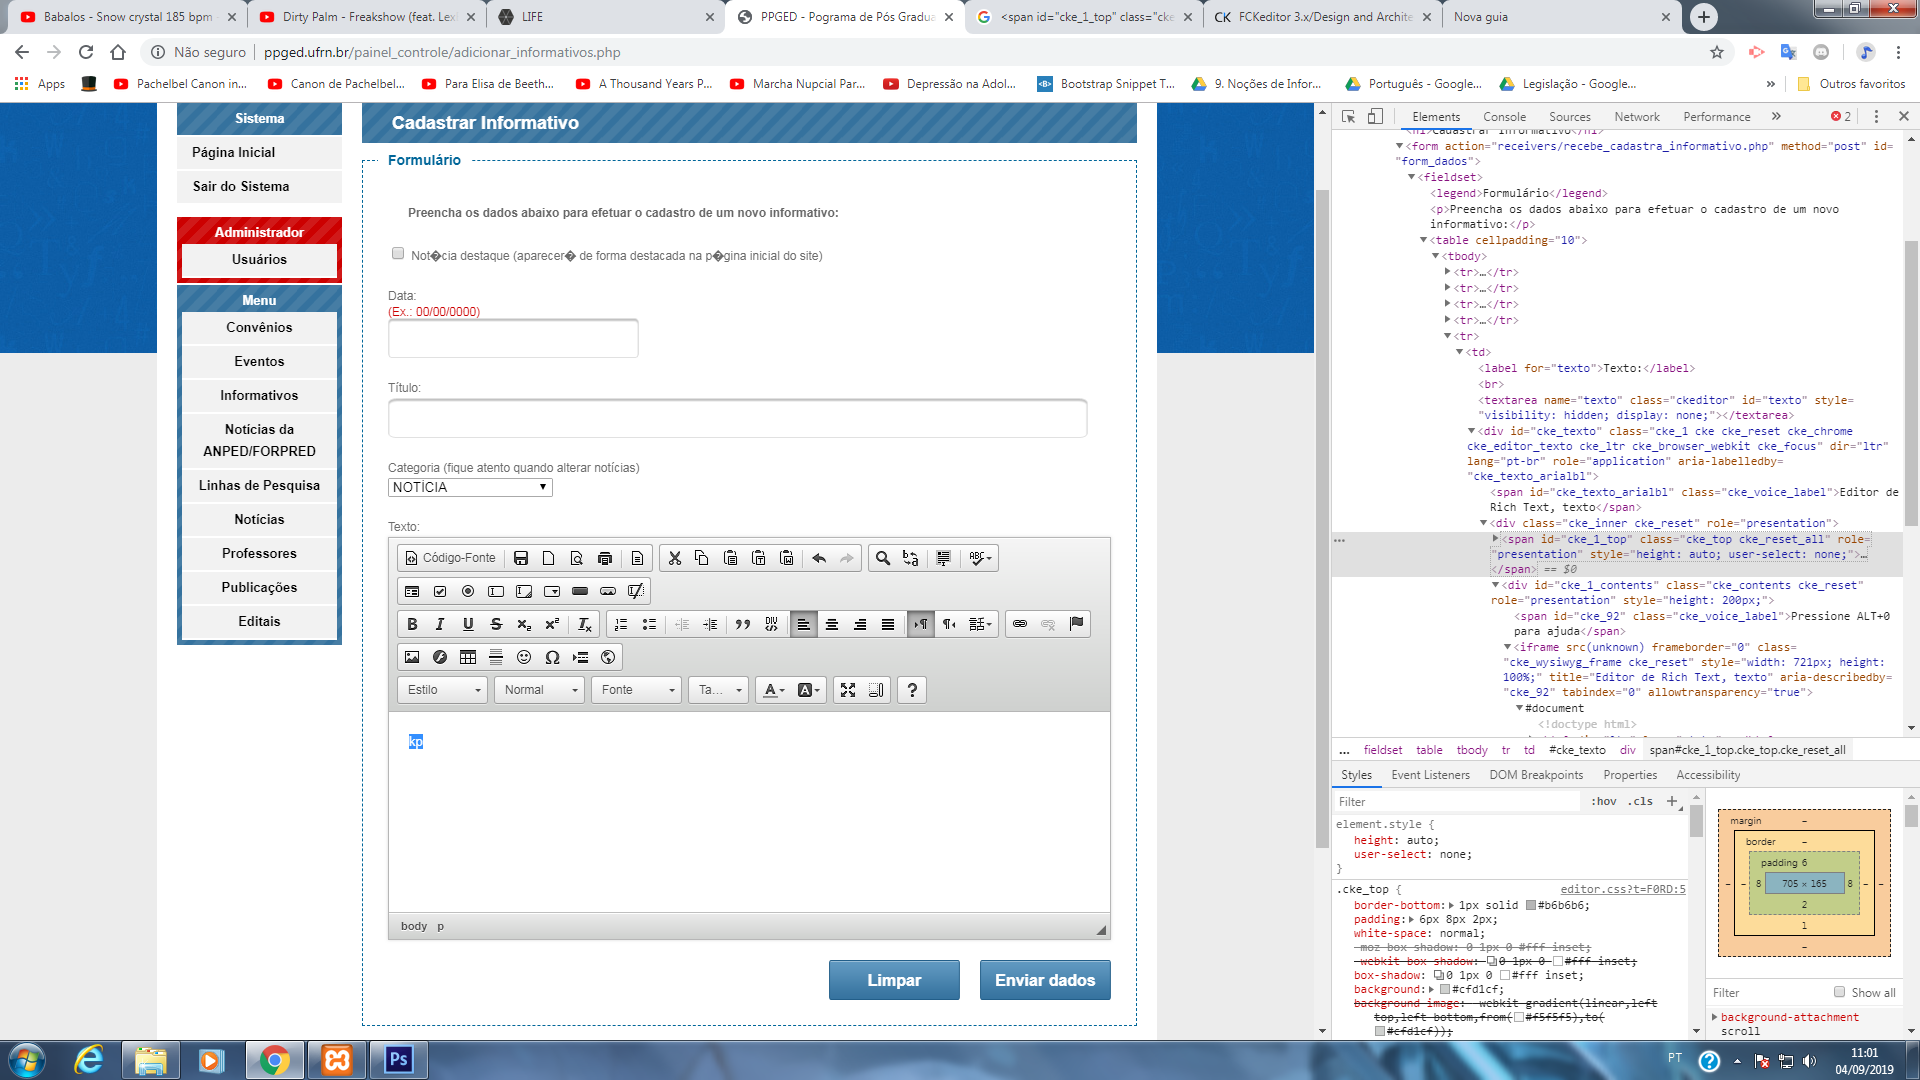 Babalos - Snow crystal 185 bpm
Dirty Palm - Freakshow (feat. Lex
LIFE
PPGED - Pograma de Pós Gradua
<span id="cke_1_top" class="cke
FCKeditor 3.x/Design and Archite
Nova guia
Não seguro | ppged.ufrn.br/painel_controle/adicionar_informativos.php
Apps
Pachelbel Canon in...
Canon de Pachelbel...
Para Elisa de Beeth...
A Thousand Years P...
Marcha Nupcial Par...
Depressão na Adol...
Bootstrap Snippet T...
9. Noções de Infor...
Português - Google...
Legislação - Google...
Outros favoritos
Sistema
Página Inicial
Sair do Sistema
Administrador
Usuários
Menu
Convênios
Eventos
Informativos
Notícias da
ANPED/FORPRED
Linhas de Pesquisa
Notícias
Professores
Publicações
Editais
Cadastrar Informativo
Formulário
Preencha os dados abaixo para efetuar o cadastro de um novo informativo:
Not�cia destaque (aparecer� de forma destacada na p�gina inicial do site)
Data:
(Ex.: 00/00/0000)
Título:
Categoria (fique atento quando alterar notícias)
NOTÍCIA
Texto:
Código-Fonte
Estilo
Normal
Fonte
Ta...
kp
body p
Limpar
Enviar dados
Elements Console Sources Network Performance » 2
<h1>Cadastrar Informativo</h1>
<form action="receivers/recebe_cadastra_informativo.php" method="post" id=
"form_dados">
<fieldset>
<legend>Formulário</legend>
<p>Preencha os dados abaixo para efetuar o cadastro de um novo
informativo:</p>
<table cellpadding="10">
<tbody>
<tr>…</tr>
<tr>…</tr>
<tr>…</tr>
<tr>…</tr>
<tr>
<td>
<label for="texto">Texto:</label>
<br>
<textarea name="texto" class="ckeditor" id="texto" style=
"visibility: hidden; display: none;"></textarea>
<div id="cke_texto" class="cke_1 cke cke_reset cke_chrome
cke_editor_texto cke_ltr cke_browser_webkit cke_focus" dir="ltr"
lang="pt-br" role="application" aria-labelledby=
"cke_texto_arialbl">
<span id="cke_texto_arialbl" class="cke_voice_label">Editor de
Rich Text, texto</span>
<div class="cke_inner cke_reset" role="presentation">
<span id="cke_1_top" class="cke_top cke_reset_all" role=
"presentation" style="height: auto; user-select: none;">…
</span> == $0
<div id="cke_1_contents" class="cke_contents cke_reset"
role="presentation" style="height: 200px;">
<span id="cke_92" class="cke_voice_label">Pressione ALT+0
para ajuda</span>
<iframe src(unknown) frameborder="0" class=
"cke_wysiwyg_frame cke_reset" style="width: 721px; height:
100%;" title="Editor de Rich Text, texto" aria-describedby=
"cke_92" tabindex="0" allowtransparency="true">
#document
<!doctype html>
... fieldset table tbody tr td #cke_texto div span#cke_1_top.cke_top.cke_reset_all
Styles Event Listeners DOM Breakpoints Properties Accessibility
Filter :hov .cls +
element.style {
height: auto;
user-select: none;
}
.cke_top { editor.css?t=F0RD:5
border-bottom: 1px solid #b6b6b6;
padding: 6px 8px 2px;
white-space: normal;
-moz-box-shadow: 0 1px 0 #fff inset;
-webkit-box-shadow: 0 1px 0 #fff inset;
box-shadow: 0 1px 0 #fff inset;
background: #cfd1cf;
background-image: -webkit-gradient(linear,left
top,left bottom,from(#f5f5f5),to(
#cfd1cf));
margin –
border –
padding 6
– – 8 705 × 165 8 – –
2
1
–
Filter Show all
background-attachment
scroll
PT
11:01
04/09/2019